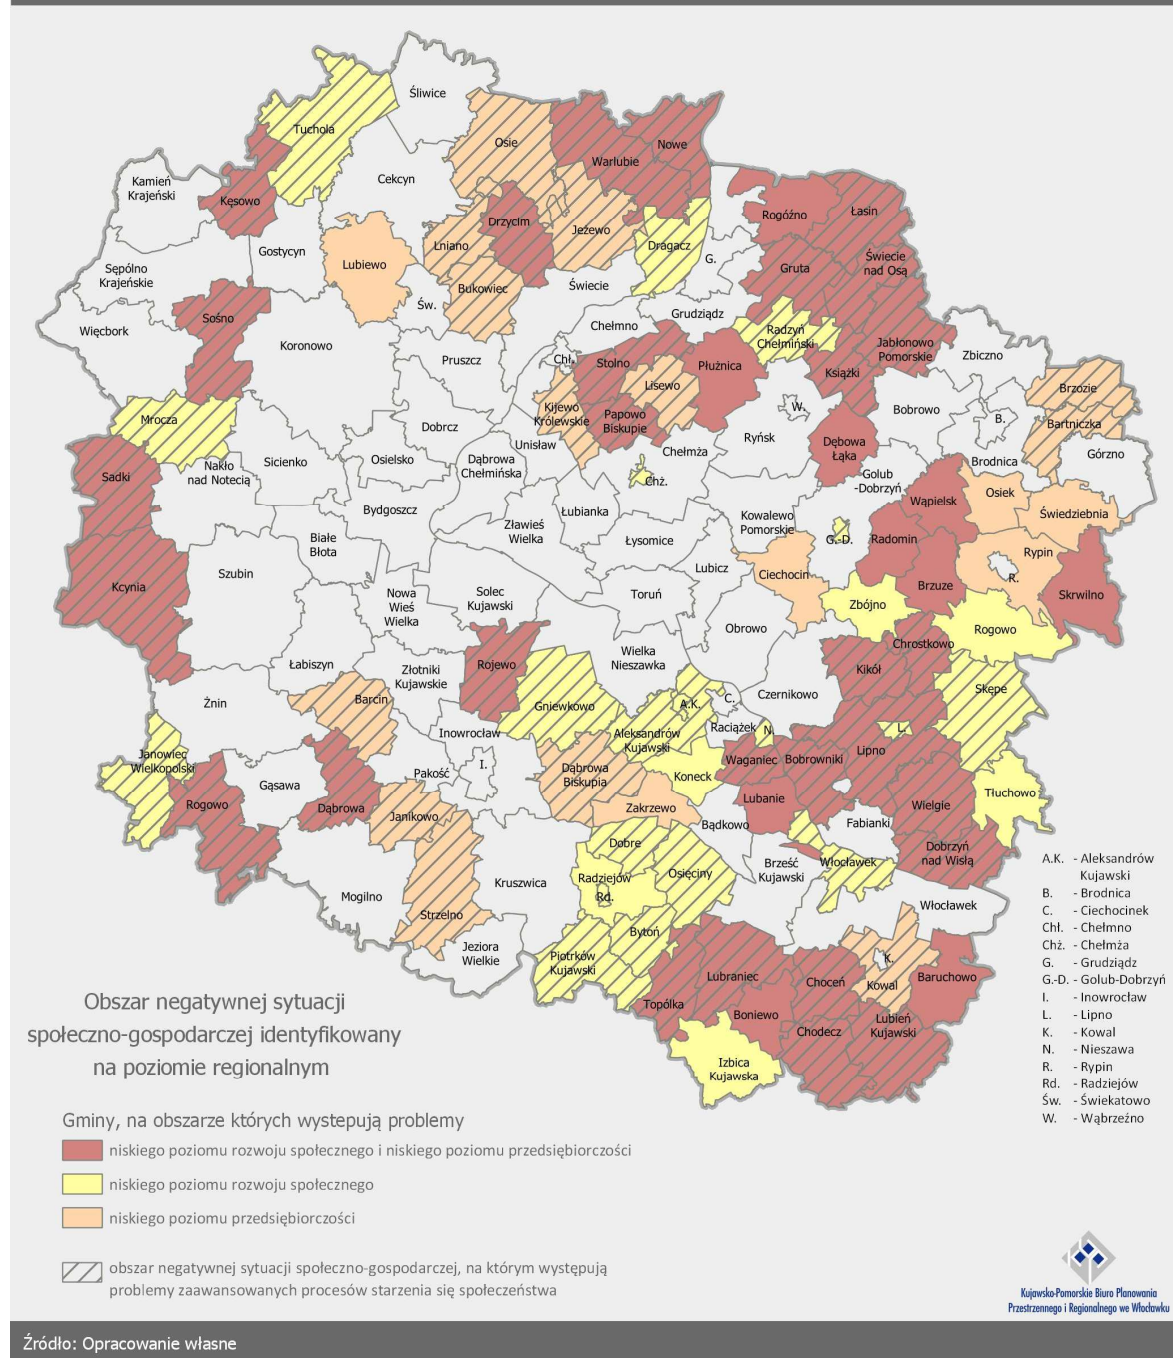 Śliwice
Tuchola
Osie
Nowe
Warlubie
Kamień
Krajeński
Cekcyn
Kęsowo
Rogóźno
Łasin
Drzycim
Jeżewo
Lniano
Dragacz
Gostycyn
Lubiewo
G.
Świecie
nad Osą
Sępólno
Krajeńskie
Gruta
Bukowiec
Świecie
Św.
Sośno
Grudziądz
Więcbork
Chełmno
Radzyń
Chełmiński
Koronowo
Jabłonowo
Pomorskie
Zbiczno
Pruszcz
Chł.
Stolno
Płużnica
Książki
Lisewo
Brzozie
W.
Bobrowo
Mrocza
Kijewo
Królewskie
Papowo
Biskupie
B.
Bartniczka
Dobrcz
Ryńsk
Dębowa
Łąka
Unisław
Chełmża
Górzno
Sicienko
Osielsko
Dąbrowa
Chełmińska
Brodnica
Nakło
nad Notecią
Sadki
Chż.
Golub
-Dobrzyń
Osiek
Wąpielsk
Bydgoszcz
Łubianka
Kowalewo
Pomorskie
Świedziebnia
Zławieś
Wielka
Białe
Błota
Łysomice
G.-D.
Radomin
Rypin
Szubin
Lubicz
Ciechocin
R.
Kcynia
Brzuze
Nowa
Wieś
Wielka
Solec
Kujawski
Toruń
Skrwilno
Zbójno
Obrowo
Rogowo
Chrostkowo
Wielka
Nieszawka
Łabiszyn
Złotniki
Kujawskie
Rojewo
Kikół
Skępe
Żnin
Barcin
Gniewkowo
A.K.
C.
Czernikowo
Inowrocław
Aleksandrów
Kujawski
Raciążek
N.
L.
Janowiec
Wielkopolski
Lipno
Waganiec
Bobrowniki
I.
Pakość
Dąbrowa
Biskupia
Koneck
Gąsawa
Tłuchowo
Rogowo
Dąbrowa
Lubanie
Wielgie
Zakrzewo
Janikowo
Bądkowo
Fabianki
Dobre
Dobrzyń
nad Wisłą
Brześć
Kujawski
Włocławek
Osięciny
Radziejów
Kruszwica
Rd.
Mogilno
Włocławek
Strzelno
Bytoń
Jeziora
Wielkie
Piotrków
Kujawski
K.
Lubraniec
Choceń
Kowal
Baruchowo
Topólka
Boniewo
Chodecz
Lubień
Kujawski
Izbica
Kujawska
A.K. - Aleksandrów
Kujawski
B. - Brodnica
C. - Ciechocinek
Chł. - Chełmno
Chż. - Chełmża
G. - Grudziądz
G.-D. - Golub-Dobrzyń
I. - Inowrocław
L. - Lipno
K. - Kowal
N. - Nieszawa
R. - Rypin
Rd. - Radziejów
Św. - Świekatowo
W. - Wąbrzeźno
Obszar negatywnej sytuacji
społeczno-gospodarczej identyfikowany
na poziomie regionalnym
Gminy, na obszarze których wystepują problemy
niskiego poziomu rozwoju społecznego i niskiego poziomu przedsiębiorczości
niskiego poziomu rozwoju społecznego
niskiego poziomu przedsiębiorczości
obszar negatywnej sytuacji społeczno-gospodarczej, na którym występują
problemy zaawansowanych procesów starzenia się społeczeństwa
Kujawsko-Pomorskie Biuro Planowania
Przestrzennego i Regionalnego we Włocławku
Źródło: Opracowanie własne